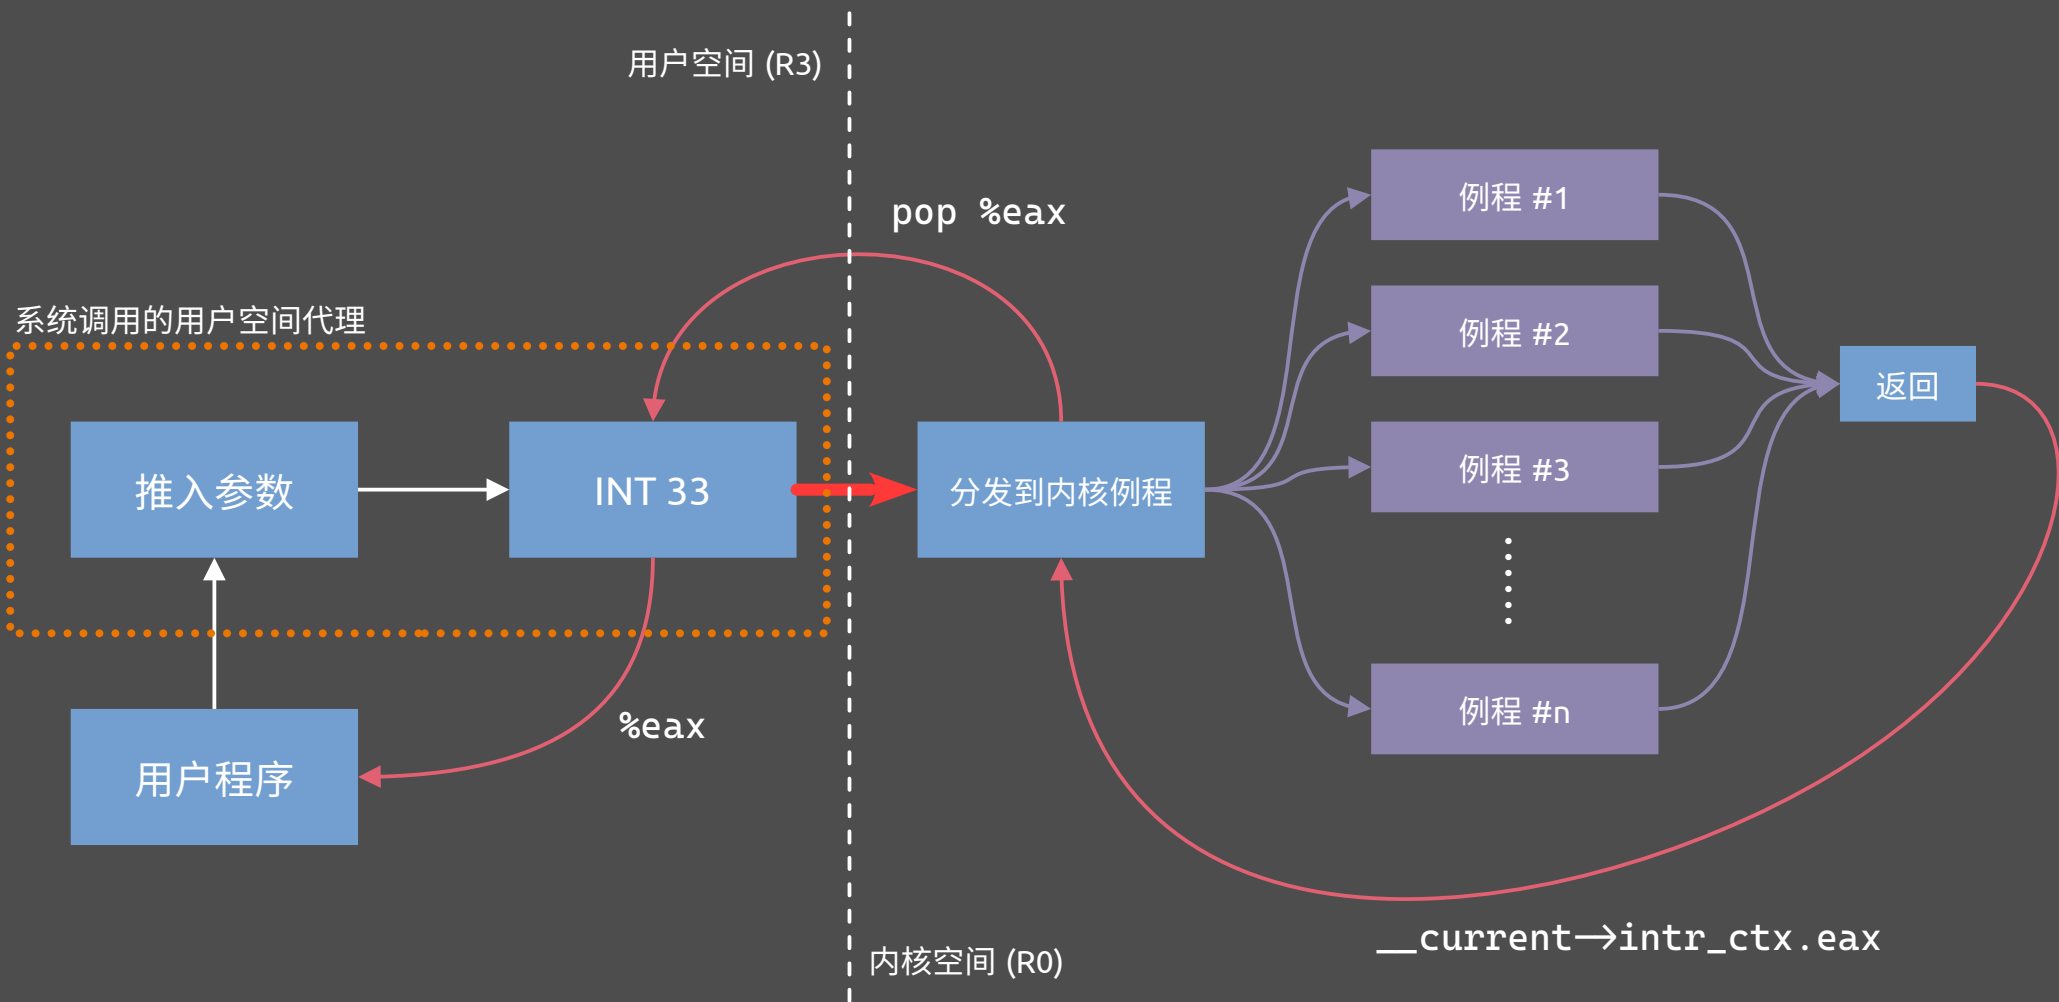 用户空间 (R3)
pop %eax
系统调用的用户空间代理
推入参数
INT 33
用户程序
%eax
分发到内核例程
例程 #1
例程 #2
例程 #3
例程 #n
返回
__current->intr_ctx.eax
内核空间 (R0)